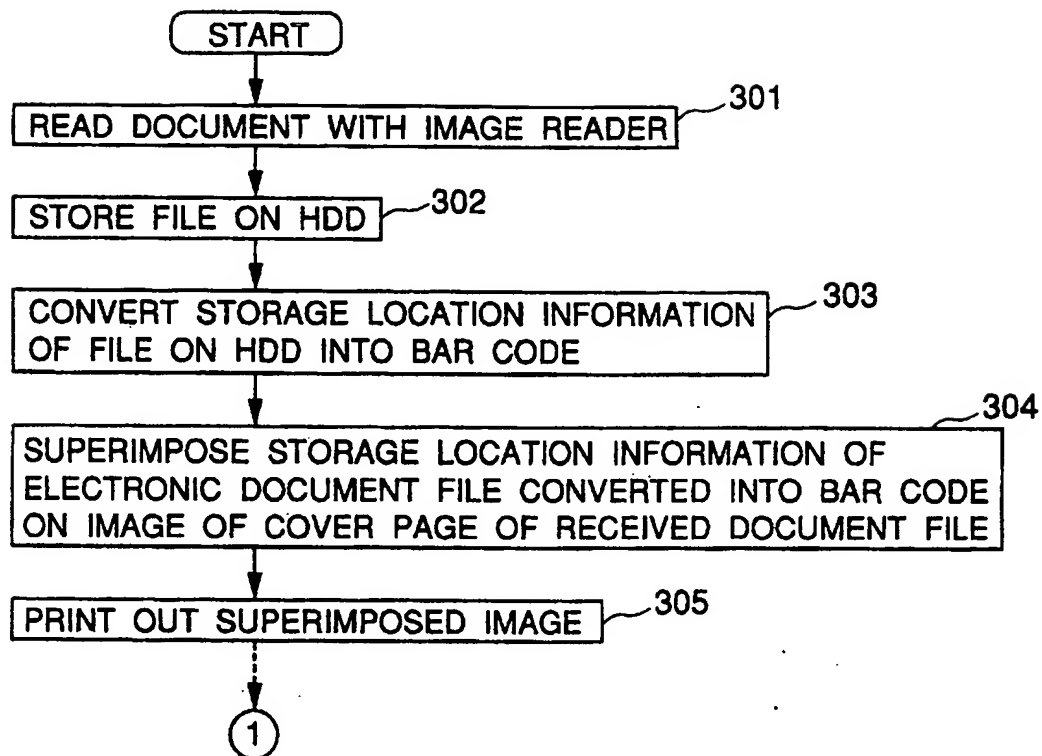 START
301
READ DOCUMENT WITH IMAGE READER
302
STORE FILE ON HDD
303
CONVERT STORAGE LOCATION INFORMATION
OF FILE ON HDD INTO BAR CODE
304
SUPERIMPOSE STORAGE LOCATION INFORMATION OF
ELECTRONIC DOCUMENT FILE CONVERTED INTO BAR CODE
ON IMAGE OF COVER PAGE OF RECEIVED DOCUMENT FILE
305
PRINT OUT SUPERIMPOSED IMAGE
1